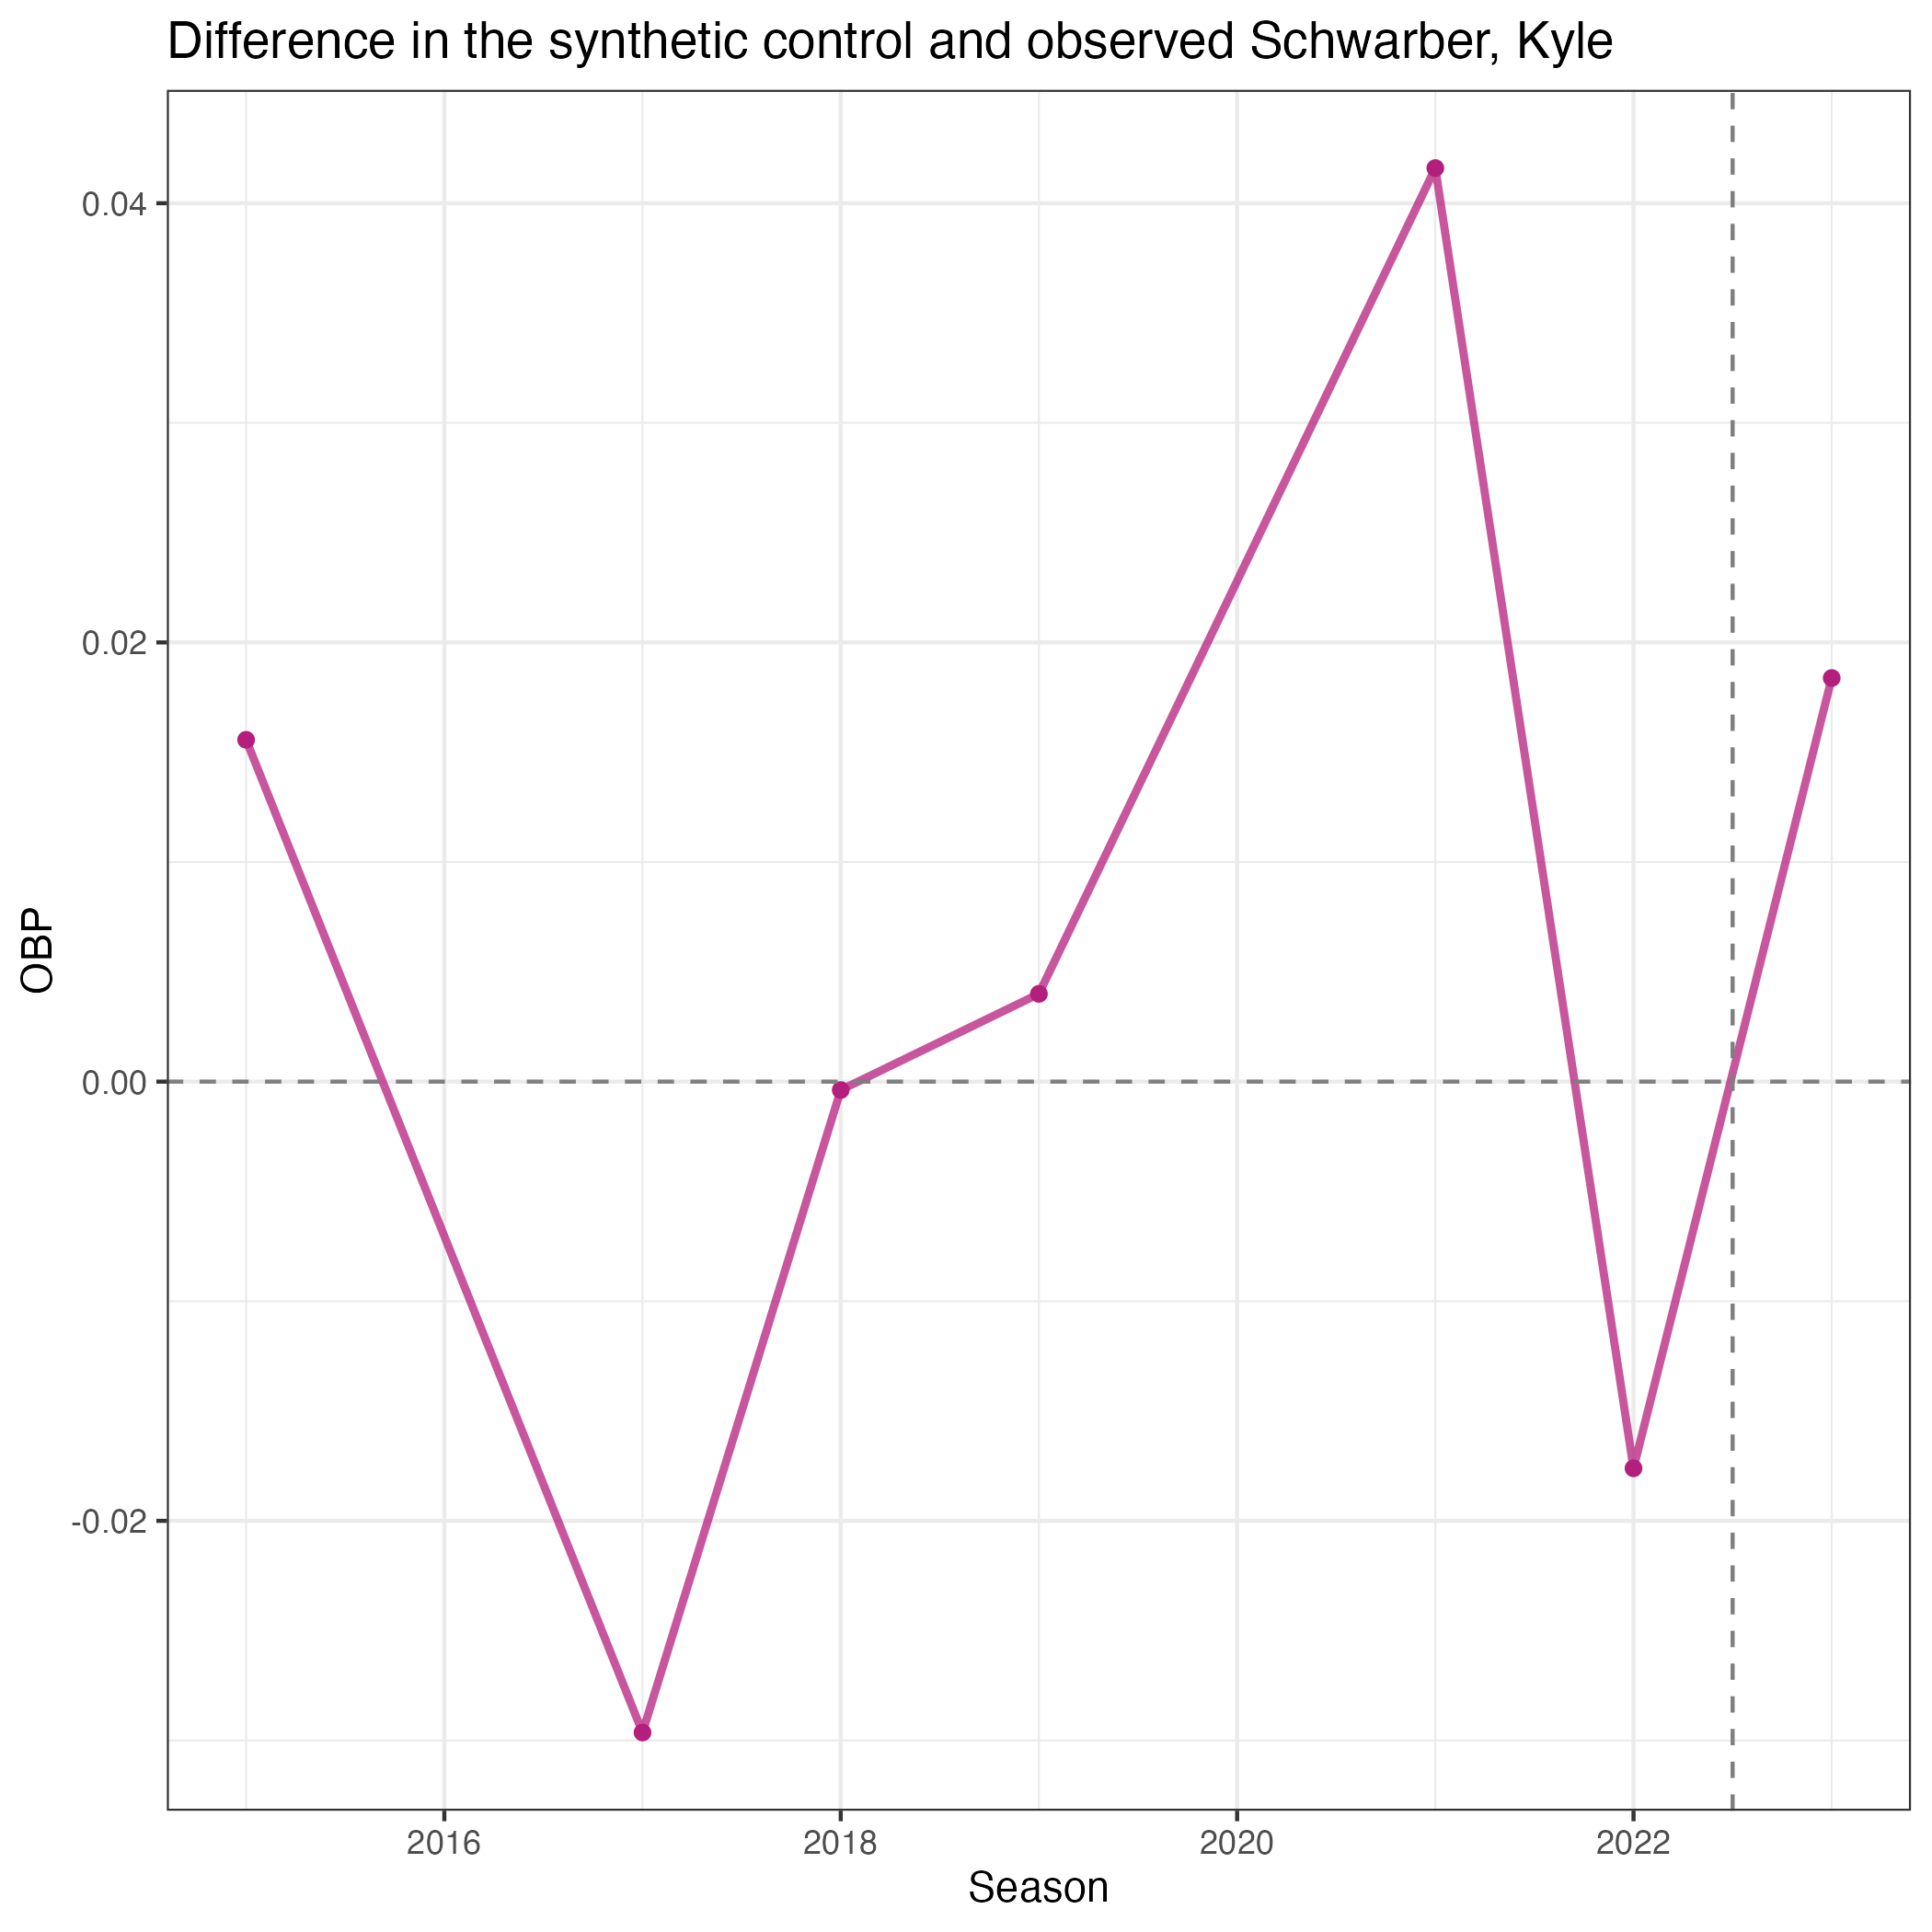 Difference in the synthetic control and observed Schwarber, Kyle
OBP
0.04
0.02
0.00
-0.02
2016
2018
2020
2022
Season